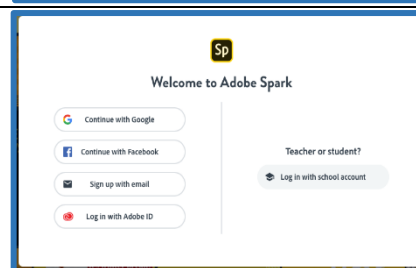 Sp
Welcome to Adobe Spark
Continue with Google
Continue with Facebook
Sign up with email
Log in with Adobe ID
Teacher or student?
Log in with school account